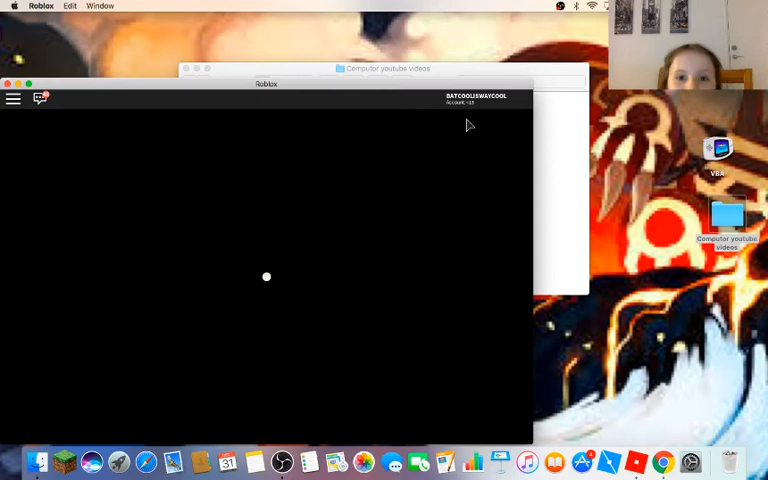 Roblox Edit Window
Computor youtube videos
Roblox
BATCOOLISWAYCOOL
Account: <13
VBA
Computor youtube
videos
31